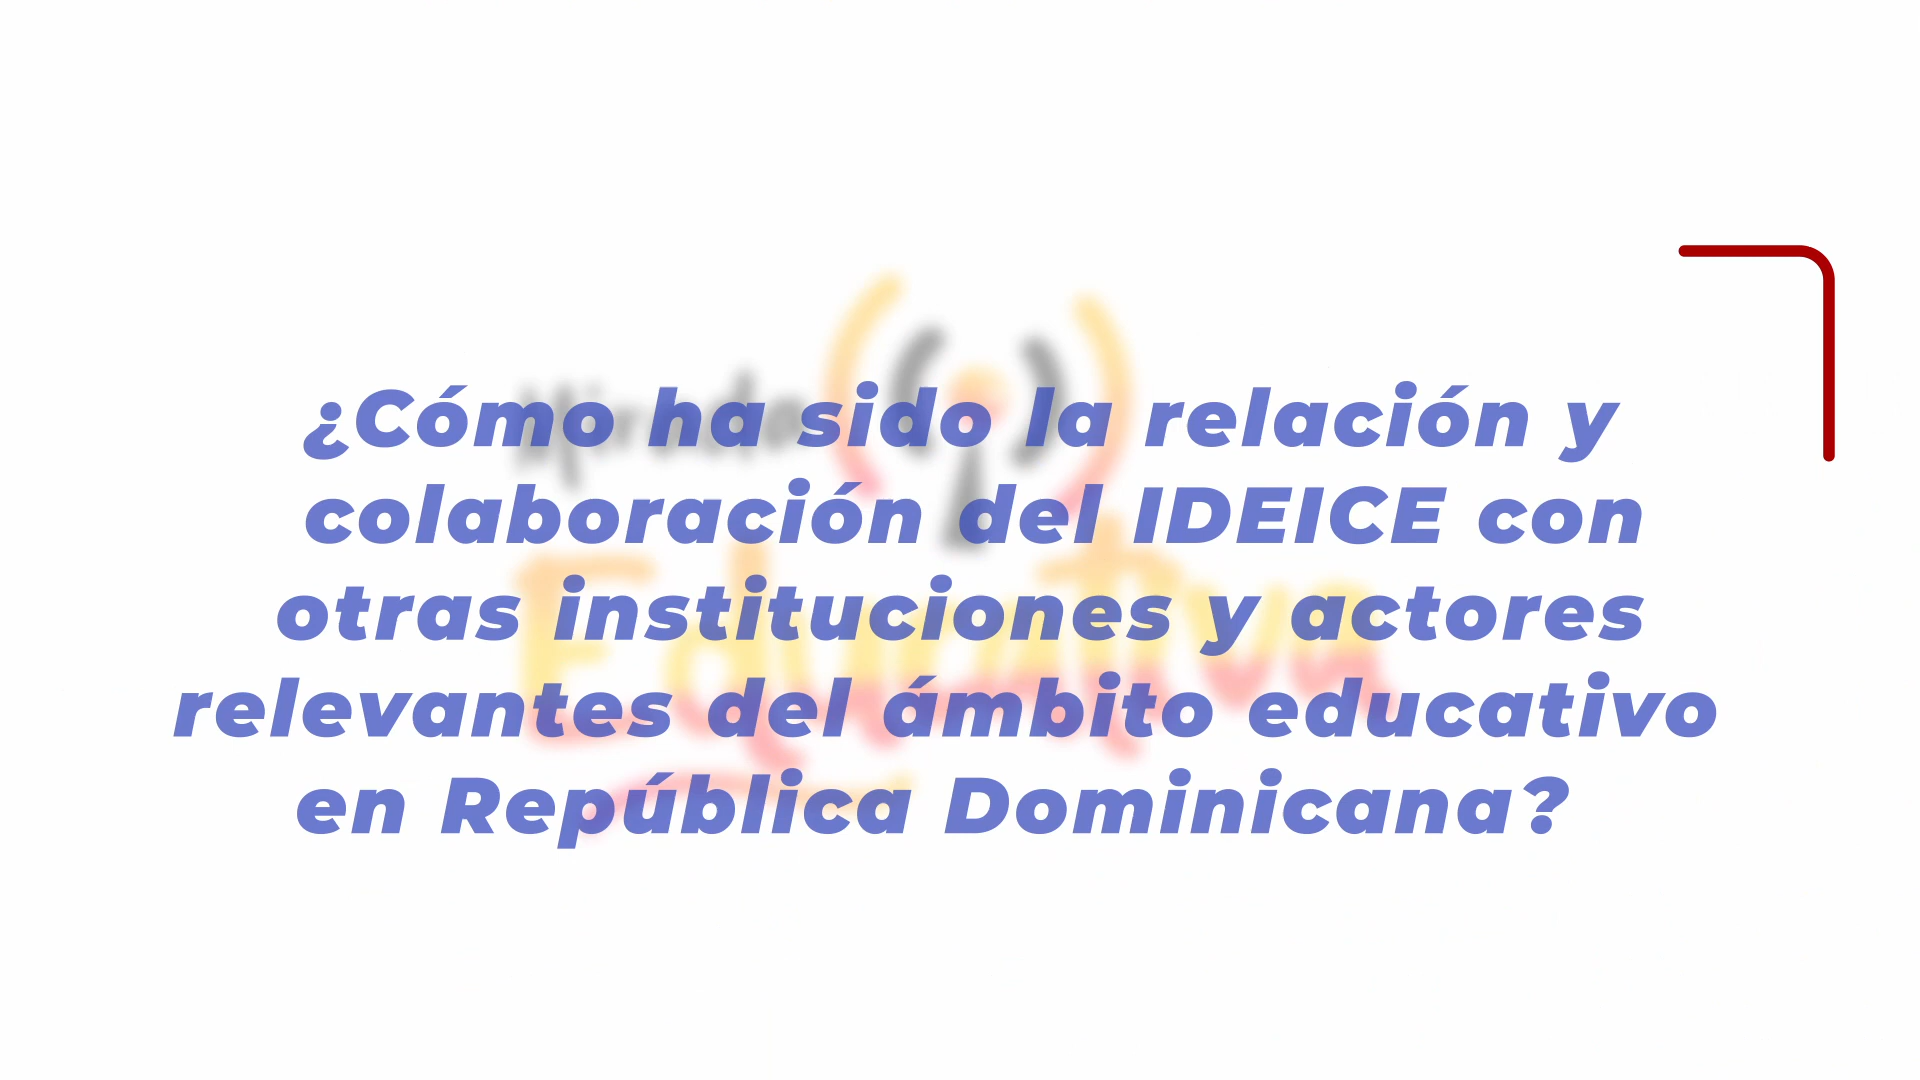 ¿Cómo ha sido la relación y
colaboración del IDEICE con
otras instituciones y actores
relevantes del ámbito educativo
en República Dominicana?
Educativa